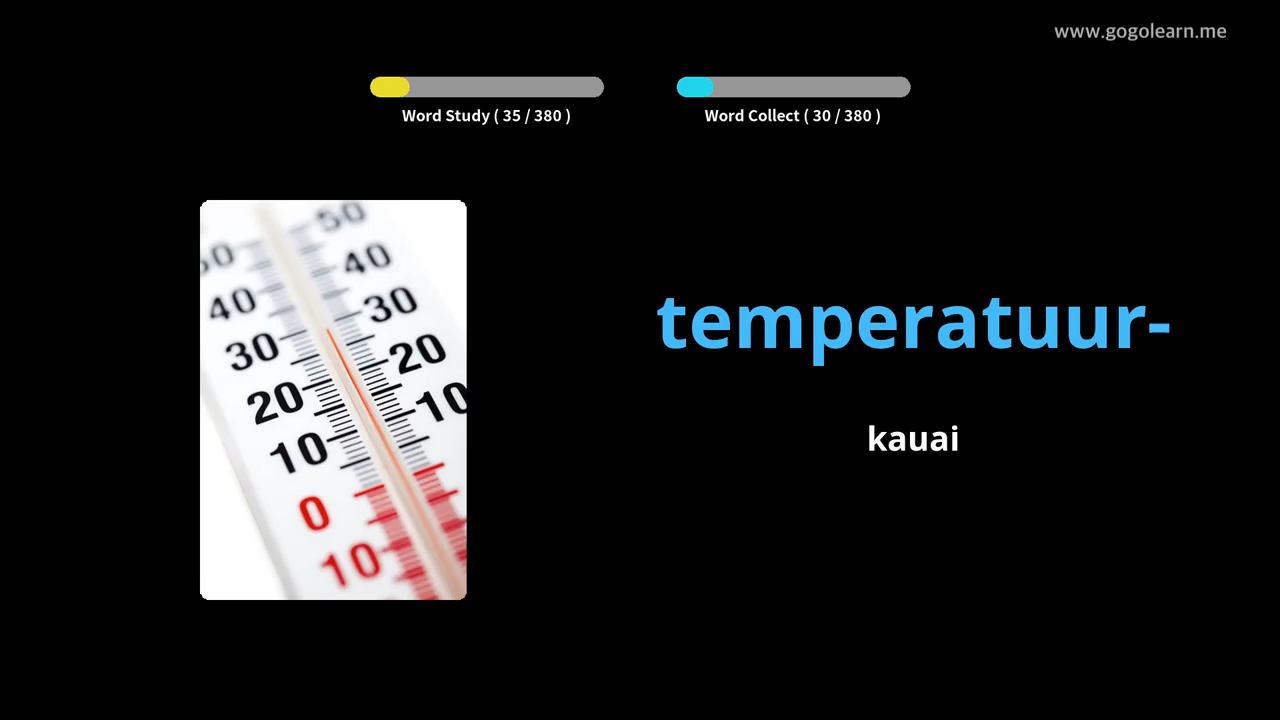 www.gogolearn.me
Word Study ( 35 / 380 )
Word Collect ( 30 / 380 )
50
50
40
40
30
30
20
20
10
10
0
10
temperatuur-
kauai